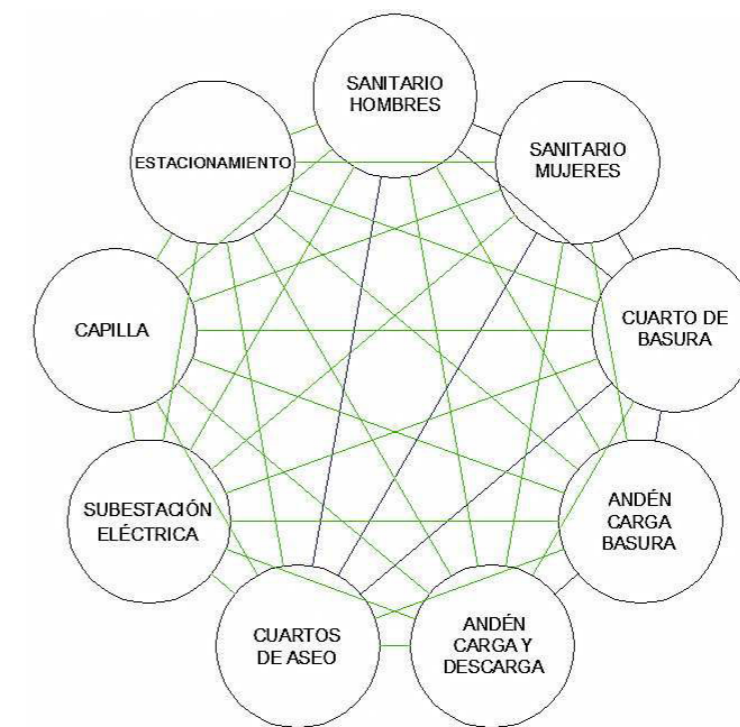 SANITARIO
HOMBRES
SANITARIO
MUJERES
ESTACIONAMIENTO
CAPILLA
CUARTO DE
BASURA
SUBESTACIÓN
ELÉCTRICA
ANDÉN
CARGA
BASURA
CUARTOS
DE ASEO
ANDÉN
CARGA Y
DESCARGA